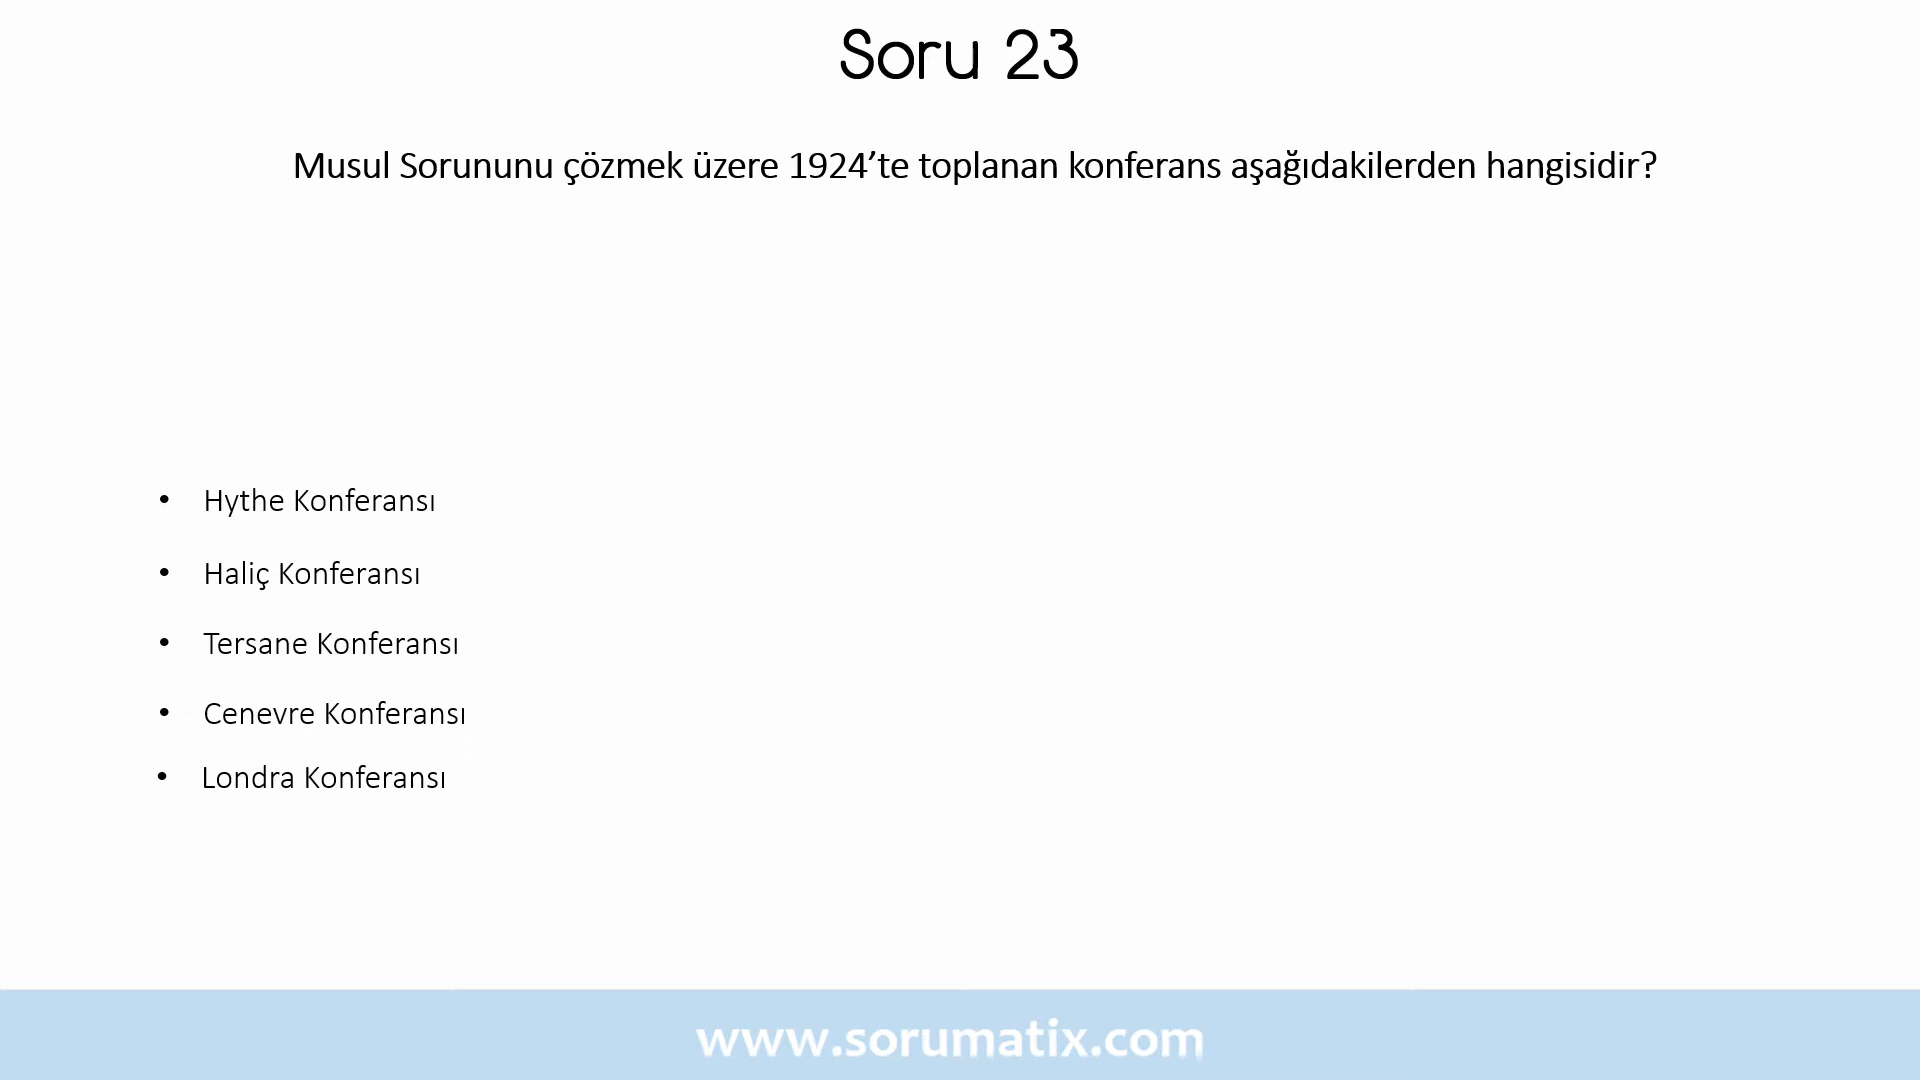 Soru 23
Musul Sorununu çözmek üzere 1924’te toplanan konferans aşağıdakilerden hangisidir?
• Hythe Konferansı
• Haliç Konferansı
• Tersane Konferansı
• Cenevre Konferansı
• Londra Konferansı
www.sorumatix.com